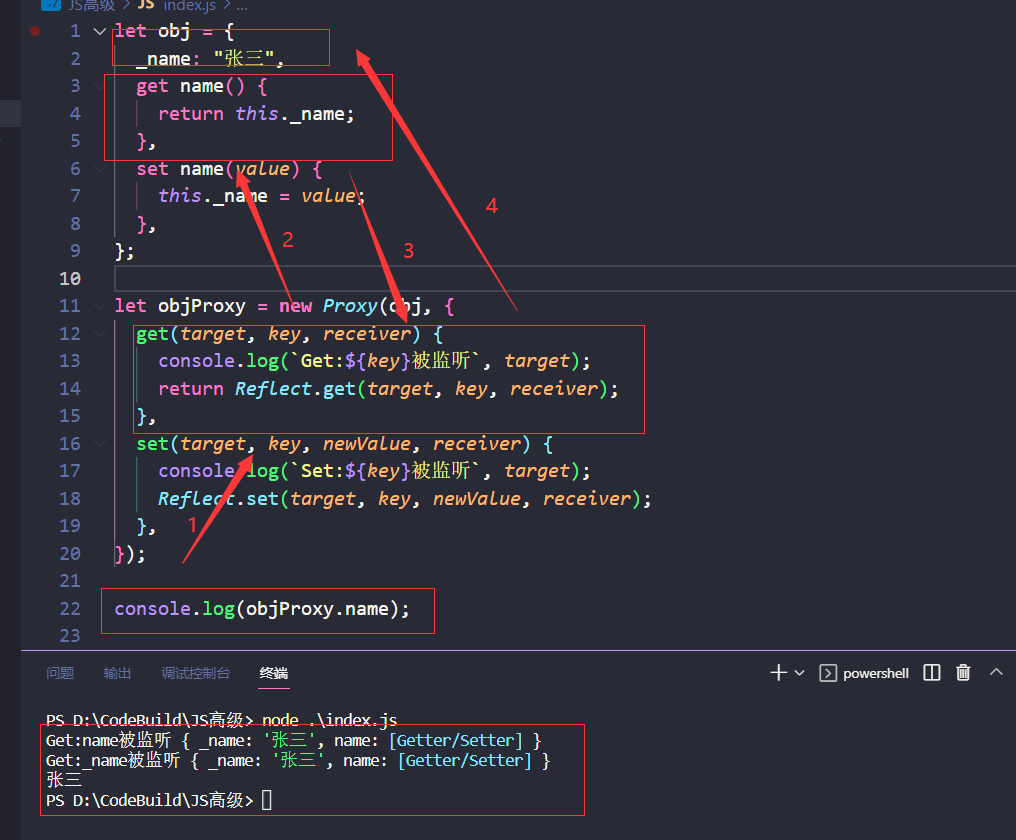 JS高级 > JS index.js > ...
1 let obj = {
2 _name: "张三",
3 get name() {
4 return this._name;
5 },
6 set name(value) {
7 this._name = value;
8 },
9 };
10
11 let objProxy = new Proxy(obj, {
12 get(target, key, receiver) {
13 console.log(`Get:${key}被监听`, target);
14 return Reflect.get(target, key, receiver);
15 },
16 set(target, key, newValue, receiver) {
17 console.log(`Set:${key}被监听`, target);
18 Reflect.set(target, key, newValue, receiver);
19 },
20 });
21
22 console.log(objProxy.name);
23
4
2
3
1
问题 输出 调试控制台 终端 powershell
PS D:\CodeBuild\JS高级> node .\index.js
Get:name被监听 { _name: '张三', name: [Getter/Setter] }
Get:_name被监听 { _name: '张三', name: [Getter/Setter] }
张三
PS D:\CodeBuild\JS高级>